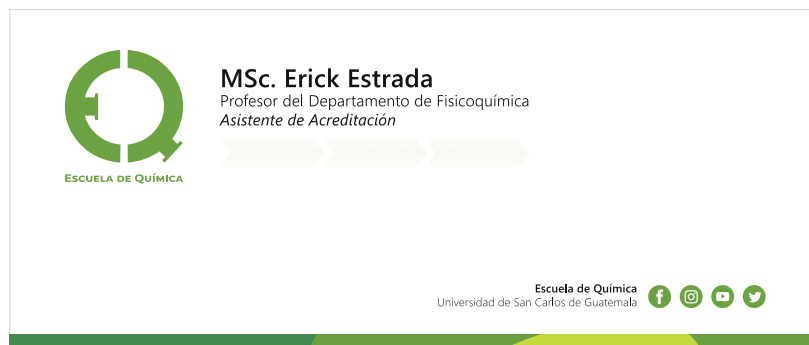 ESCUELA DE QUÍMICA
MSc. Erick Estrada
Profesor del Departamento de Fisicoquímica
Asistente de Acreditación
Escuela de Química
Universidad de San Carlos de Guatemala